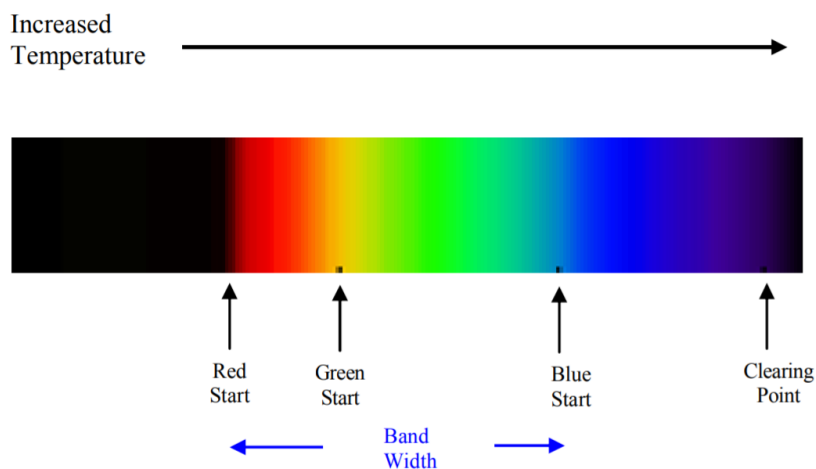 Increased
Temperature
Red
Start
Green
Start
Blue
Start
Clearing
Point
Band
Width